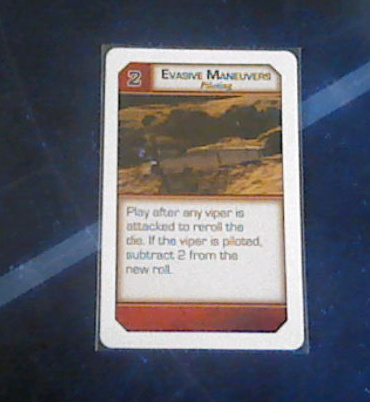 2 Evasive Maneuvers
Piloting
Play after any viper is
attacked to reroll the
die. If the viper is piloted,
subtract 2 from the
new roll.